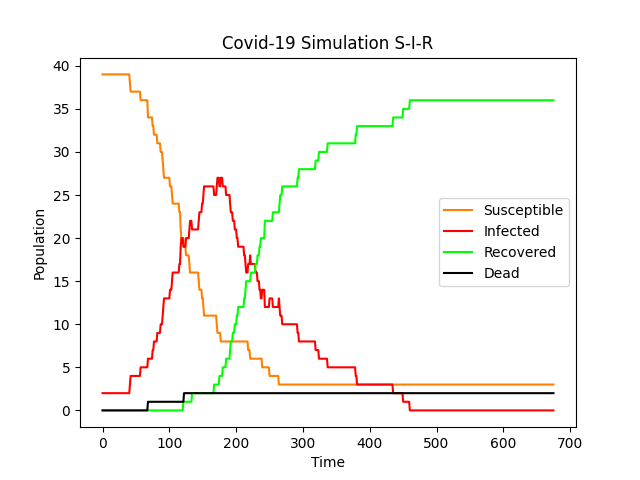 Covid-19 Simulation S-I-R
40
35
30
25
20
15
10
5
0
Population
Susceptible
Infected
Recovered
Dead
0 100 200 300 400 500 600 700
Time